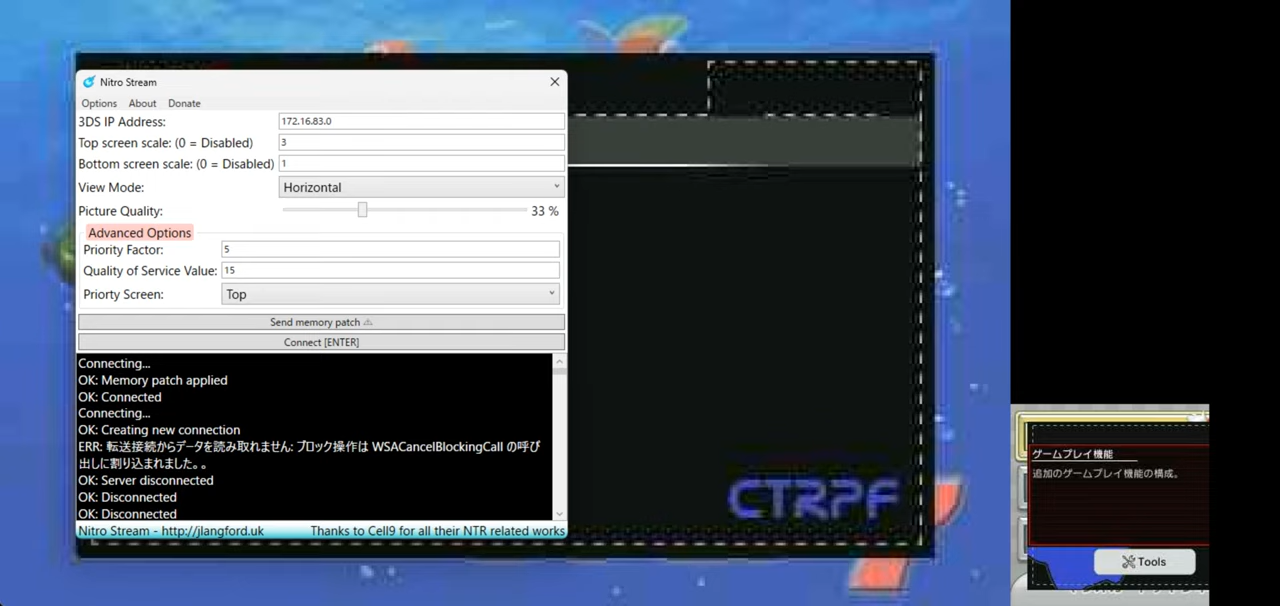 Nitro Stream
Options About Donate
3DS IP Address: 172.16.83.0
Top screen scale: (0 = Disabled) 3
Bottom screen scale: (0 = Disabled) 1
View Mode: Horizontal
Picture Quality: 33 %
Advanced Options
Priority Factor: 5
Quality of Service Value: 15
Priorty Screen: Top
Send memory patch ⚠
Connect [ENTER]
Connecting...
OK: Memory patch applied
OK: Connected
Connecting...
OK: Creating new connection
ERR: 転送接続からデータを読み取れません: ブロック操作は WSACancelBlockingCall の呼び
出しに割り込まれました。。
OK: Server disconnected
OK: Disconnected
OK: Disconnected
Nitro Stream - http://jlangford.uk Thanks to Cell9 for all their NTR related works
CTRPF
ゲームプレイ機能
追加のゲームプレイ機能の構成。
Tools